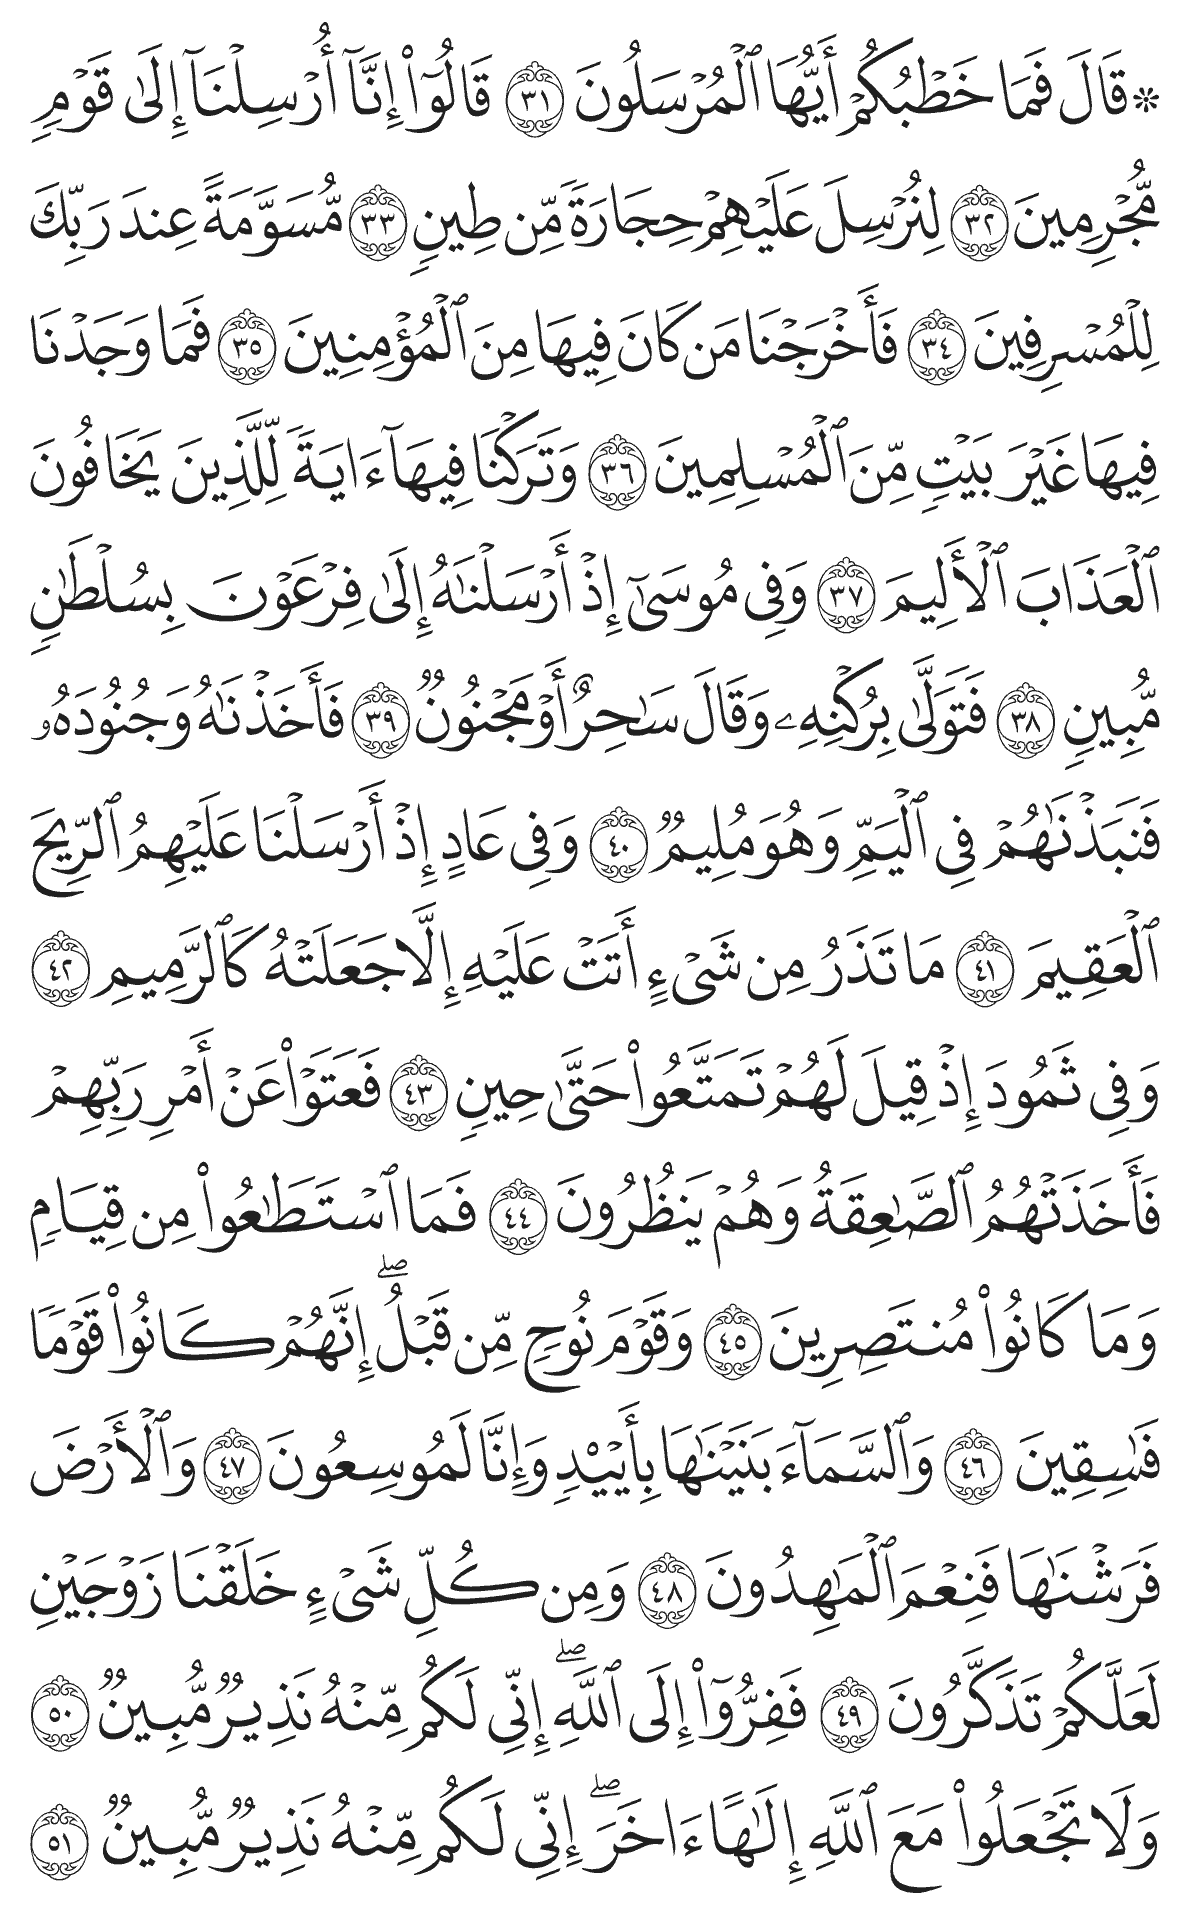 ۞ قَالَ فَمَا خَطْبُكُمْ أَيُّهَا ٱلْمُرْسَلُونَ ٣١ قَالُوٓا۟ إِنَّآ أُرْسِلْنَآ إِلَىٰ قَوْمٍ
مُّجْرِمِينَ ٣٢ لِنُرْسِلَ عَلَيْهِمْ حِجَارَةً مِّن طِينٍ ٣٣ مُّسَوَّمَةً عِندَ رَبِّكَ
لِلْمُسْرِفِينَ ٣٤ فَأَخْرَجْنَا مَن كَانَ فِيهَا مِنَ ٱلْمُؤْمِنِينَ ٣٥ فَمَا وَجَدْنَا
فِيهَا غَيْرَ بَيْتٍ مِّنَ ٱلْمُسْلِمِينَ ٣٦ وَتَرَكْنَا فِيهَآ ءَايَةً لِّلَّذِينَ يَخَافُونَ
ٱلْعَذَابَ ٱلْأَلِيمَ ٣٧ وَفِى مُوسَىٰٓ إِذْ أَرْسَلْنَـٰهُ إِلَىٰ فِرْعَوْنَ بِسُلْطَـٰنٍ
مُّبِينٍ ٣٨ فَتَوَلَّىٰ بِرُكْنِهِۦ وَقَالَ سَـٰحِرٌ أَوْ مَجْنُونٌ ٣٩ فَأَخَذْنَـٰهُ وَجُنُودَهُۥ
فَنَبَذْنَـٰهُمْ فِى ٱلْيَمِّ وَهُوَ مُلِيمٌ ٤٠ وَفِى عَادٍ إِذْ أَرْسَلْنَا عَلَيْهِمُ ٱلرِّيحَ
ٱلْعَقِيمَ ٤١ مَا تَذَرُ مِن شَىْءٍ أَتَتْ عَلَيْهِ إِلَّا جَعَلَتْهُ كَٱلرَّمِيمِ ٤٢
وَفِى ثَمُودَ إِذْ قِيلَ لَهُمْ تَمَتَّعُوا۟ حَتَّىٰ حِينٍ ٤٣ فَعَتَوْا۟ عَنْ أَمْرِ رَبِّهِمْ
فَأَخَذَتْهُمُ ٱلصَّـٰعِقَةُ وَهُمْ يَنظُرُونَ ٤٤ فَمَا ٱسْتَطَـٰعُوا۟ مِن قِيَامٍ
وَمَا كَانُوا۟ مُنتَصِرِينَ ٤٥ وَقَوْمَ نُوحٍ مِّن قَبْلُ ۖ إِنَّهُمْ كَانُوا۟ قَوْمًا
فَـٰسِقِينَ ٤٦ وَٱلسَّمَآءَ بَنَيْنَـٰهَا بِأَيْي۟دٍ وَإِنَّا لَمُوسِعُونَ ٤٧ وَٱلْأَرْضَ
فَرَشْنَـٰهَا فَنِعْمَ ٱلْمَـٰهِدُونَ ٤٨ وَمِن كُلِّ شَىْءٍ خَلَقْنَا زَوْجَيْنِ
لَعَلَّكُمْ تَذَكَّرُونَ ٤٩ فَفِرُّوٓا۟ إِلَى ٱللَّهِ ۖ إِنِّى لَكُم مِّنْهُ نَذِيرٌ مُّبِينٌ ٥٠
وَلَا تَجْعَلُوا۟ مَعَ ٱللَّهِ إِلَـٰهًا ءَاخَرَ ۖ إِنِّى لَكُم مِّنْهُ نَذِيرٌ مُّبِينٌ ٥١